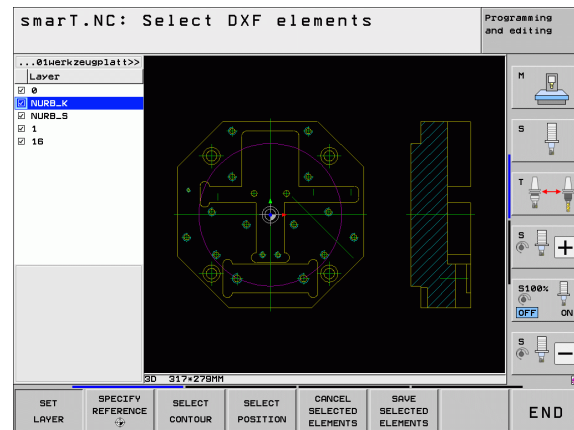 smarT.NC: Select DXF elements
Programming
and editing
...01werkzeugplatt>>
Layer
0
NURB_K
NURB_S
1
16
M
S
T
S
S100%
OFF ON
S
3D 317*279MM
SET
LAYER
SPECIFY
REFERENCE
SELECT
CONTOUR
SELECT
POSITION
CANCEL
SELECTED
ELEMENTS
SAVE
SELECTED
ELEMENTS
END